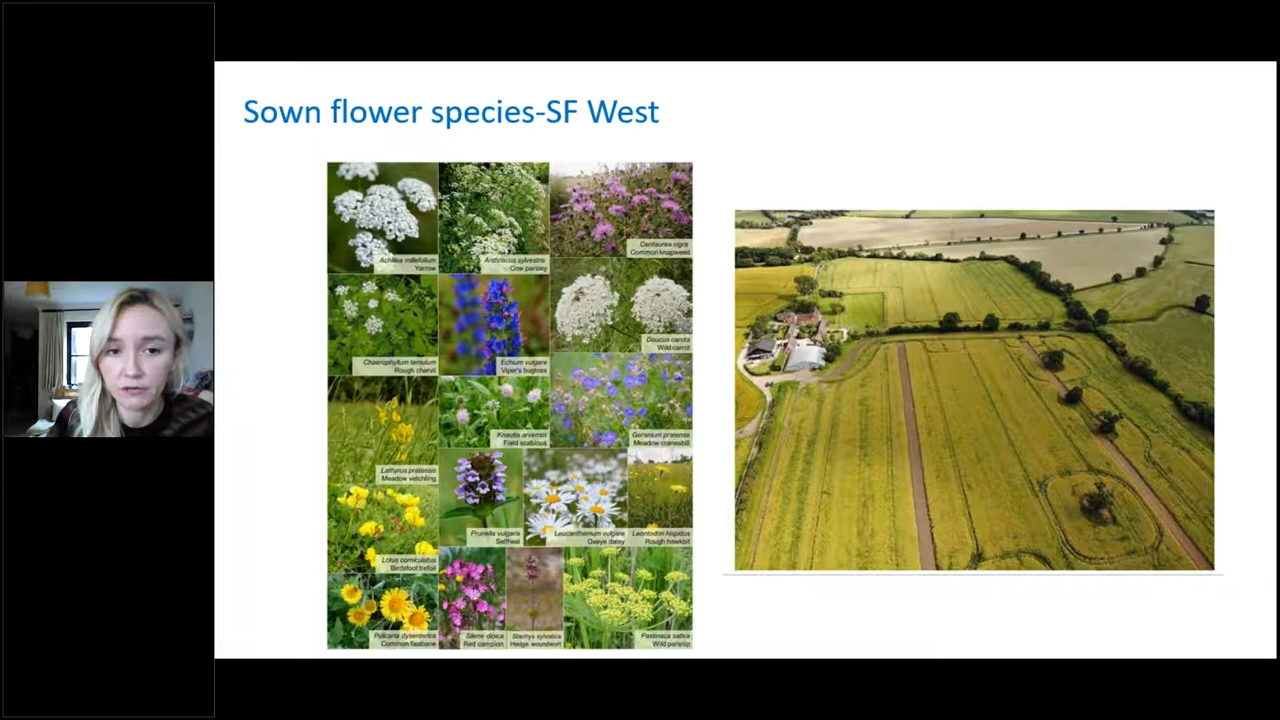 Sown flower species-SF West
Achillea millefolium
Yarrow
Anthriscus sylvestris
Cow parsley
Centaurea nigra
Common knapweed
Chaerophyllum temulum
Rough chervil
Echium vulgare
Viper's bugloss
Daucus carota
Wild carrot
Lathyrus pratensis
Meadow vetchling
Knautia arvensis
Field scabious
Geranium pratense
Meadow cranesbill
Lotus corniculatus
Birdsfoot trefoil
Prunella vulgaris
Selfheal
Leucanthemum vulgare
Oxeye daisy
Leontodon hispidus
Rough hawkbit
Pulicaria dysenterica
Common fleabane
Silene dioica
Red campion
Stachys sylvatica
Hedge woundwort
Pastinaca sativa
Wild parsnip